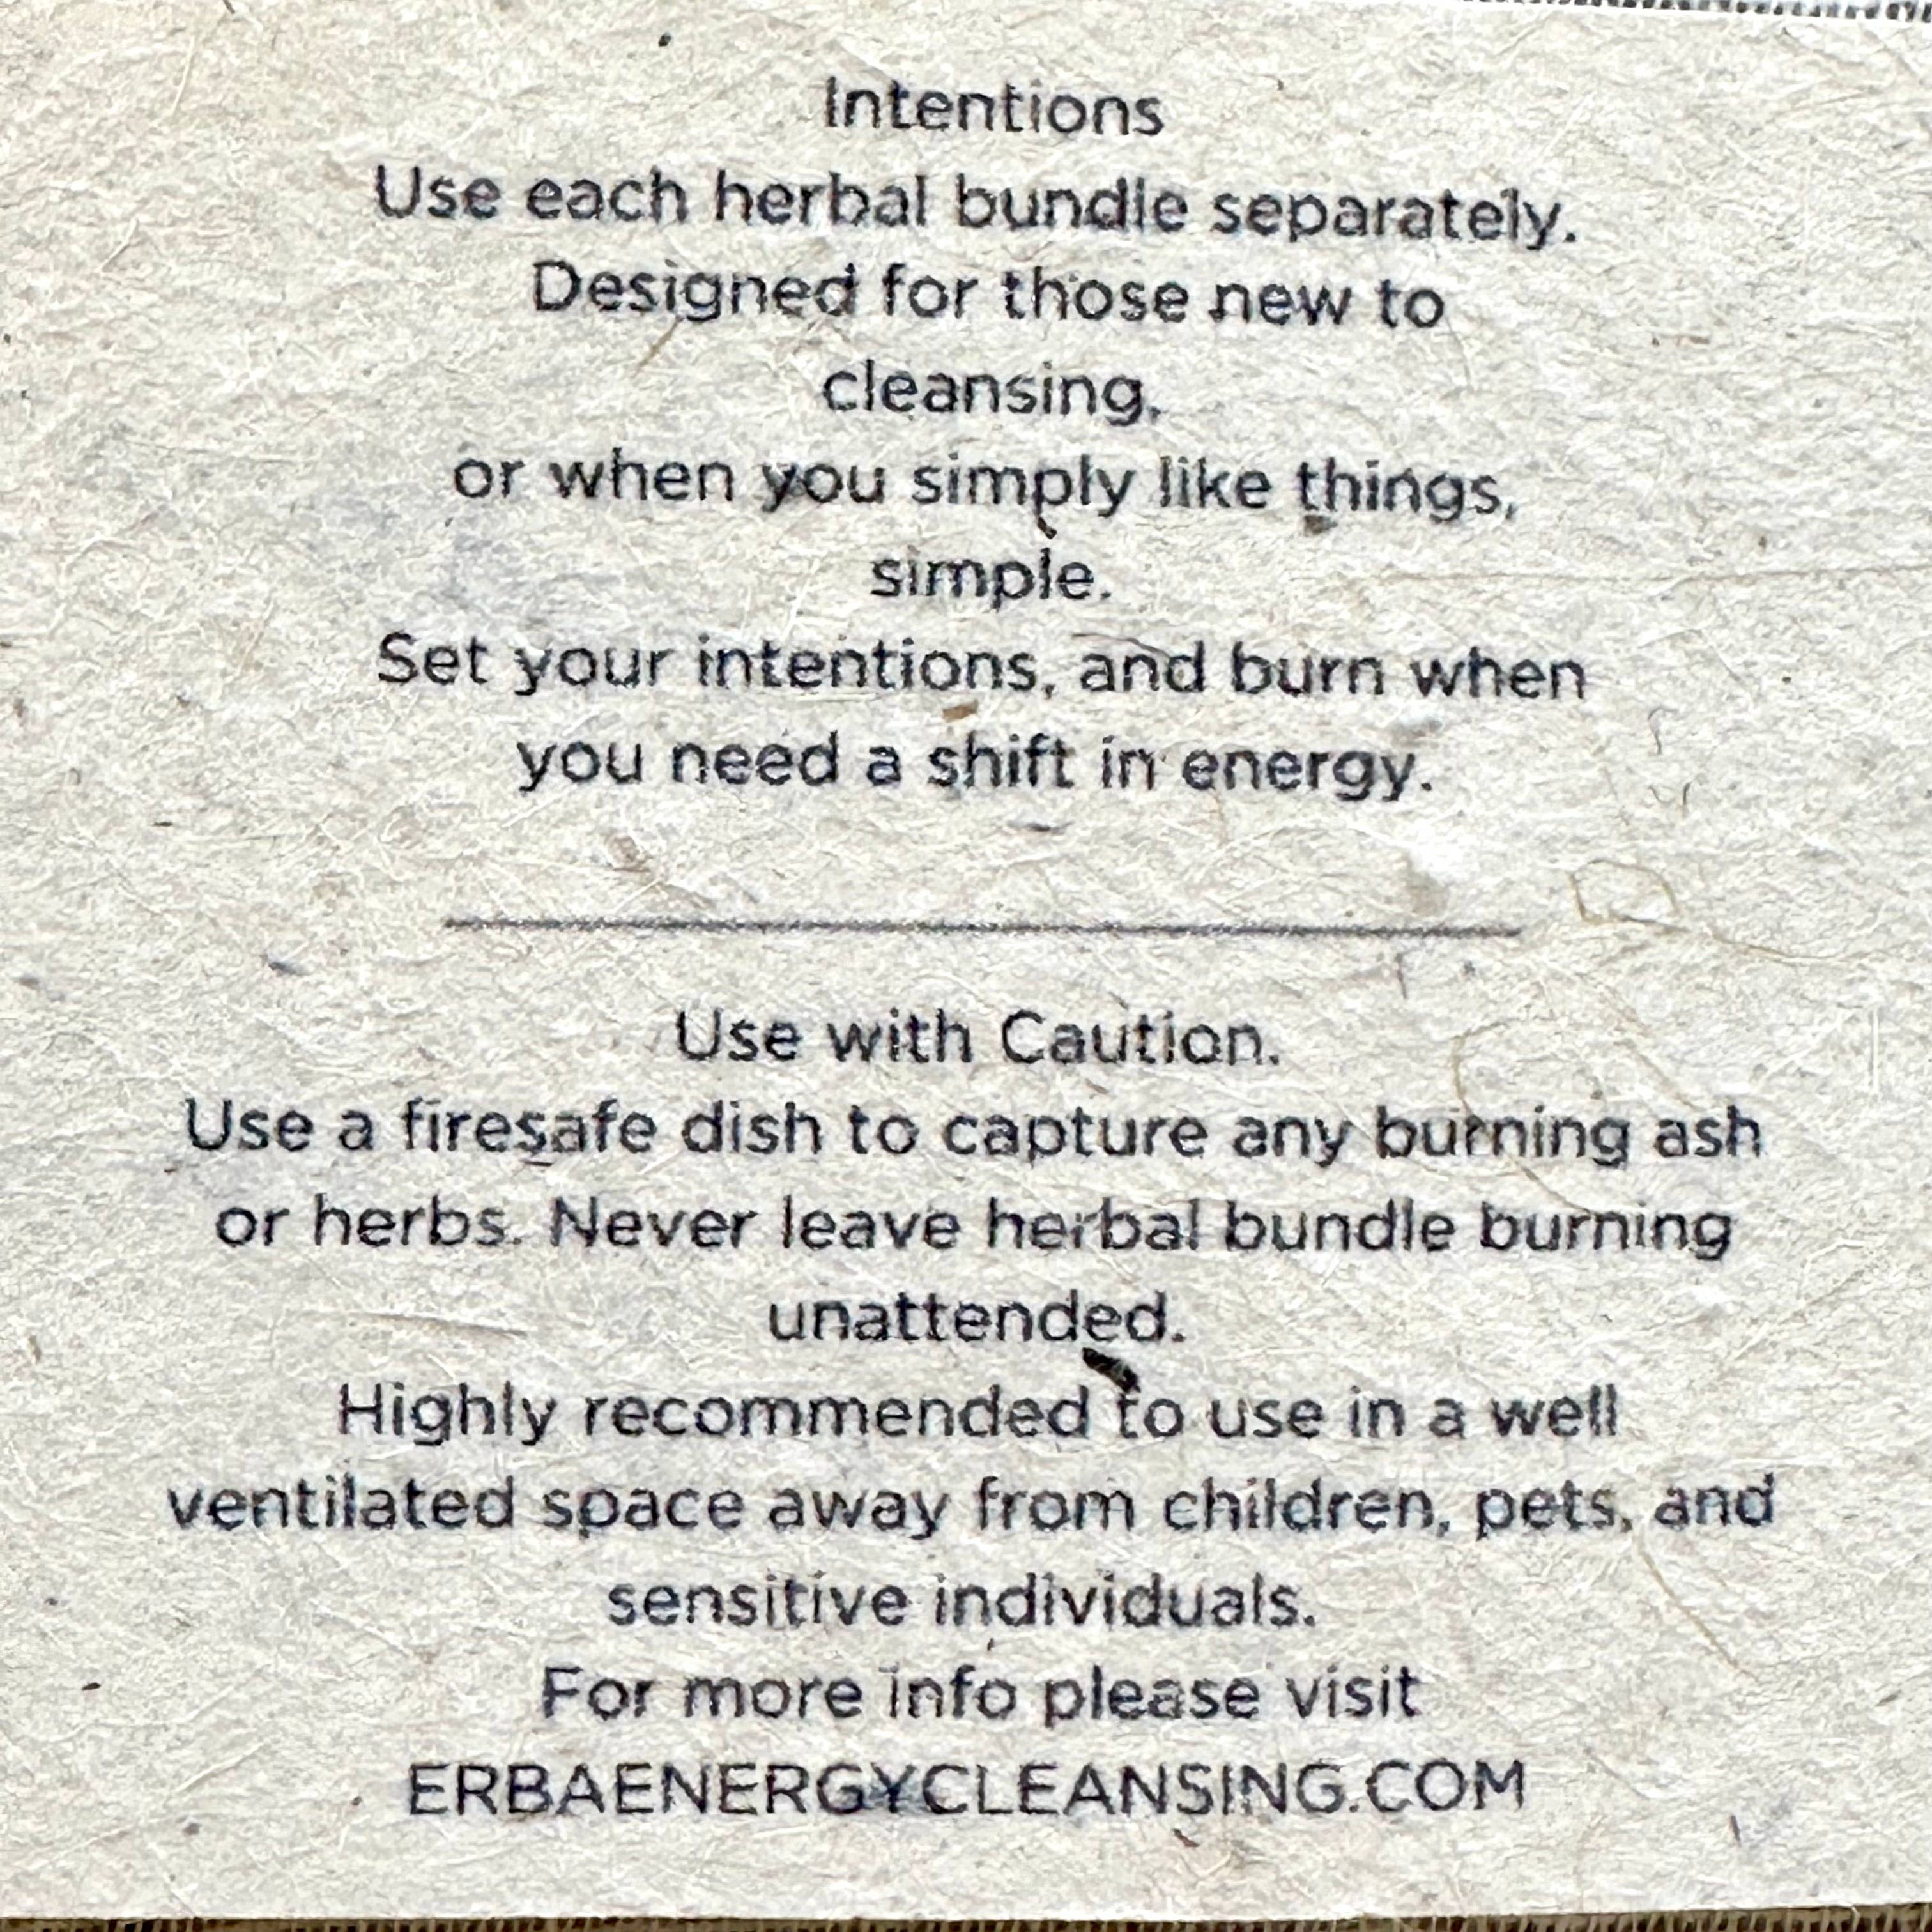 Intentions
Use each herbal bundle separately.
Designed for those new to
cleansing,
or when you simply like things,
simple.
Set your intentions, and burn when
you need a shift in energy.
Use with Caution.
Use a firesafe dish to capture any burning ash
or herbs. Never leave herbal bundle burning
unattended.
Highly recommended to use in a well
ventilated space away from children, pets, and
sensitive individuals.
For more info please visit
ERBAENERGYCLEANSING.COM